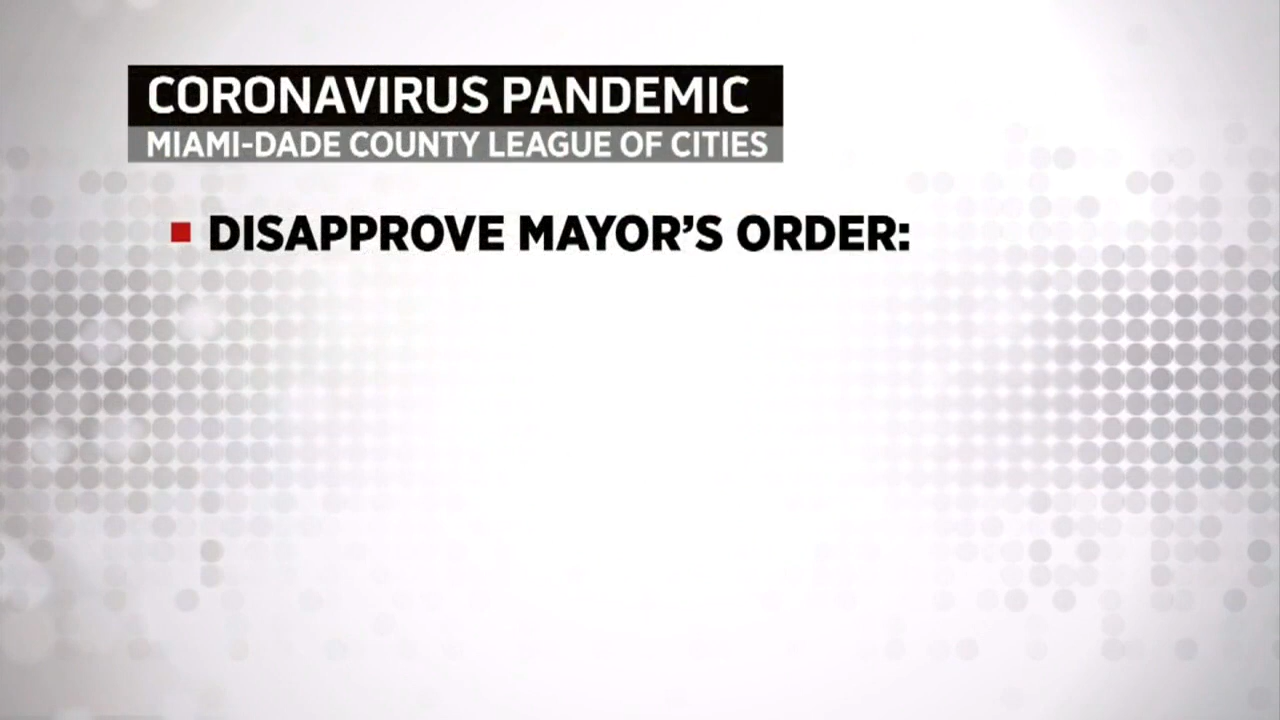 CORONAVIRUS PANDEMIC
MIAMI-DADE COUNTY LEAGUE OF CITIES
DISAPPROVE MAYOR'S ORDER: